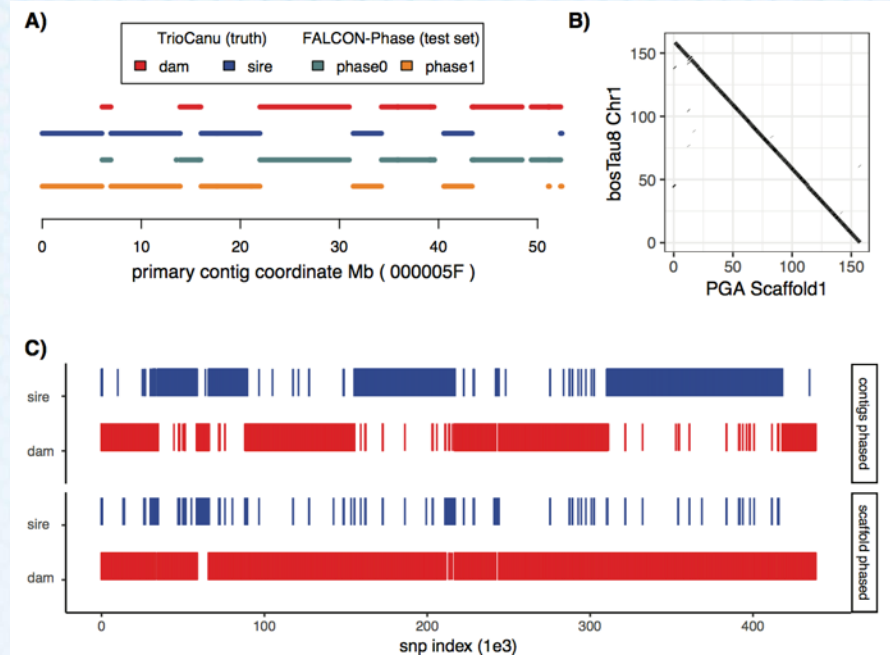 A)
TrioCanu (truth) FALCON-Phase (test set)
dam sire phase0 phase1
0 10 20 30 40 50
primary contig coordinate Mb ( 000005F )
B)
150
100
50
0
bosTau8 Chr1
0 50 100 150
PGA Scaffold1
C)
sire
dam
contigs phased
sire
dam
scaffold phased
0 100 200 300 400
snp index (1e3)